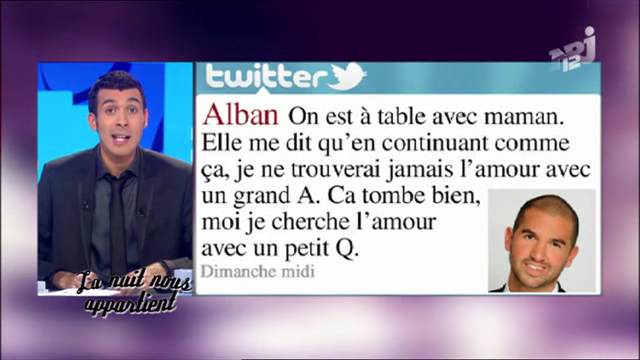 twitter
NRJ 12
Alban On est à table avec maman.
Elle me dit qu'en continuant comme
ça, je ne trouverai jamais l'amour avec
un grand A. Ca tombe bien,
moi je cherche l'amour
avec un petit Q.
Dimanche midi
La nuit nous
appartient